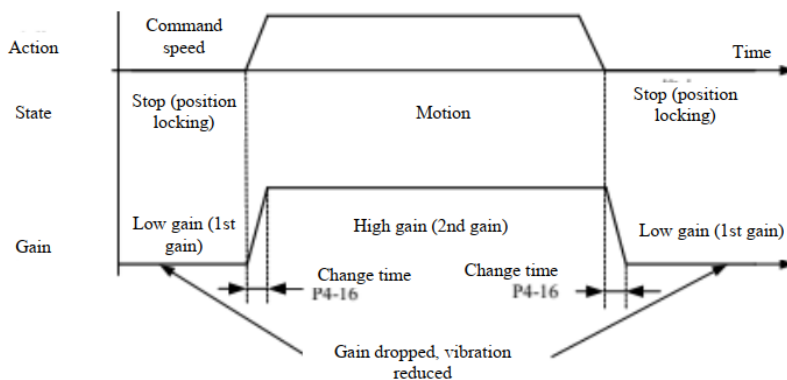 Command
speed
Action
Time
State
Stop (position
locking)
Motion
Stop (position
locking)
Low gain (1st
gain)
High gain (2nd gain)
Low gain (1st gain)
Gain
Change time
P4-16
Change time
P4-16
Gain dropped, vibration
reduced